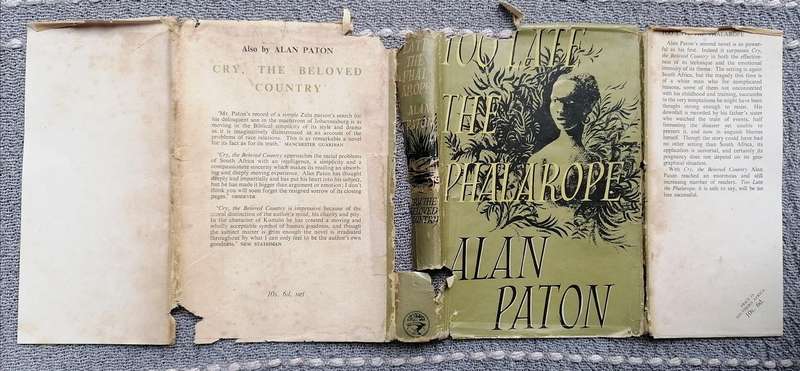 Also by ALAN PATON
CRY, THE BELOVED
COUNTRY
'Mr. Paton's record of a simple Zulu parson's search for
his delinquent son in the maelstrom of Johannesburg is as
moving in the Biblical simplicity of its style and drama
as it is imaginatively dispassionate as an account of the
problems of race relations. This is as remarkable a novel
for its fact as for its truth.' MANCHESTER GUARDIAN
'Cry, the Beloved Country approaches the racial problems
of South Africa with an intelligence, a simplicity and a
compassionate sincerity which makes its reading an absorb-
ing and deeply moving experience. Alan Paton has thought
deeply and impartially and has put his heart into his subject,
but he has made it bigger than argument or emotion: I don't
think you will soon forget the resigned sorrow of its closing
pages.' OBSERVER
'Cry, the Beloved Country is impressive because of the
moral distinction of the author's mind, his charity and pity.
In the character of Kumalo he has created a moving and
wholly acceptable symbol of human goodness, and though
the subject matter is grim enough the novel is irradiated
throughout by what I can only feel to be the author's own
goodness.' NEW STATESMAN
10s. 6d. net
TOO LATE
THE
PHALAROPE
ALAN
PATON
TOO LATE THE PHALAROPE
Alan Paton's second novel is as power-
ful as his first. Indeed it surpasses Cry,
the Beloved Country in both the effective-
ness of its technique and the emotional
intensity of its theme. The setting is again
South Africa, but the tragedy this time is
of a white man who for complicated
reasons, some of them not unconnected
with his childhood and training, succumbs
to the very temptations he might have been
thought strong enough to resist. His
downfall is recorded by his father's sister
who watched the train of events, half
foreseeing the disaster yet unable to
prevent it, and now in anguish blames
herself. Though the story could have had
no other setting than South Africa, its
application is universal, and certainly its
poignancy does not depend on its geo-
graphical situation.
With Cry, the Beloved Country Alan
Paton reached an enormous and still
increasing number of readers. Too Late
the Phalarope, it is safe to say, will be no
less successful.
PRICE IN
SOUTHERN AFRICA
10s. 6d.